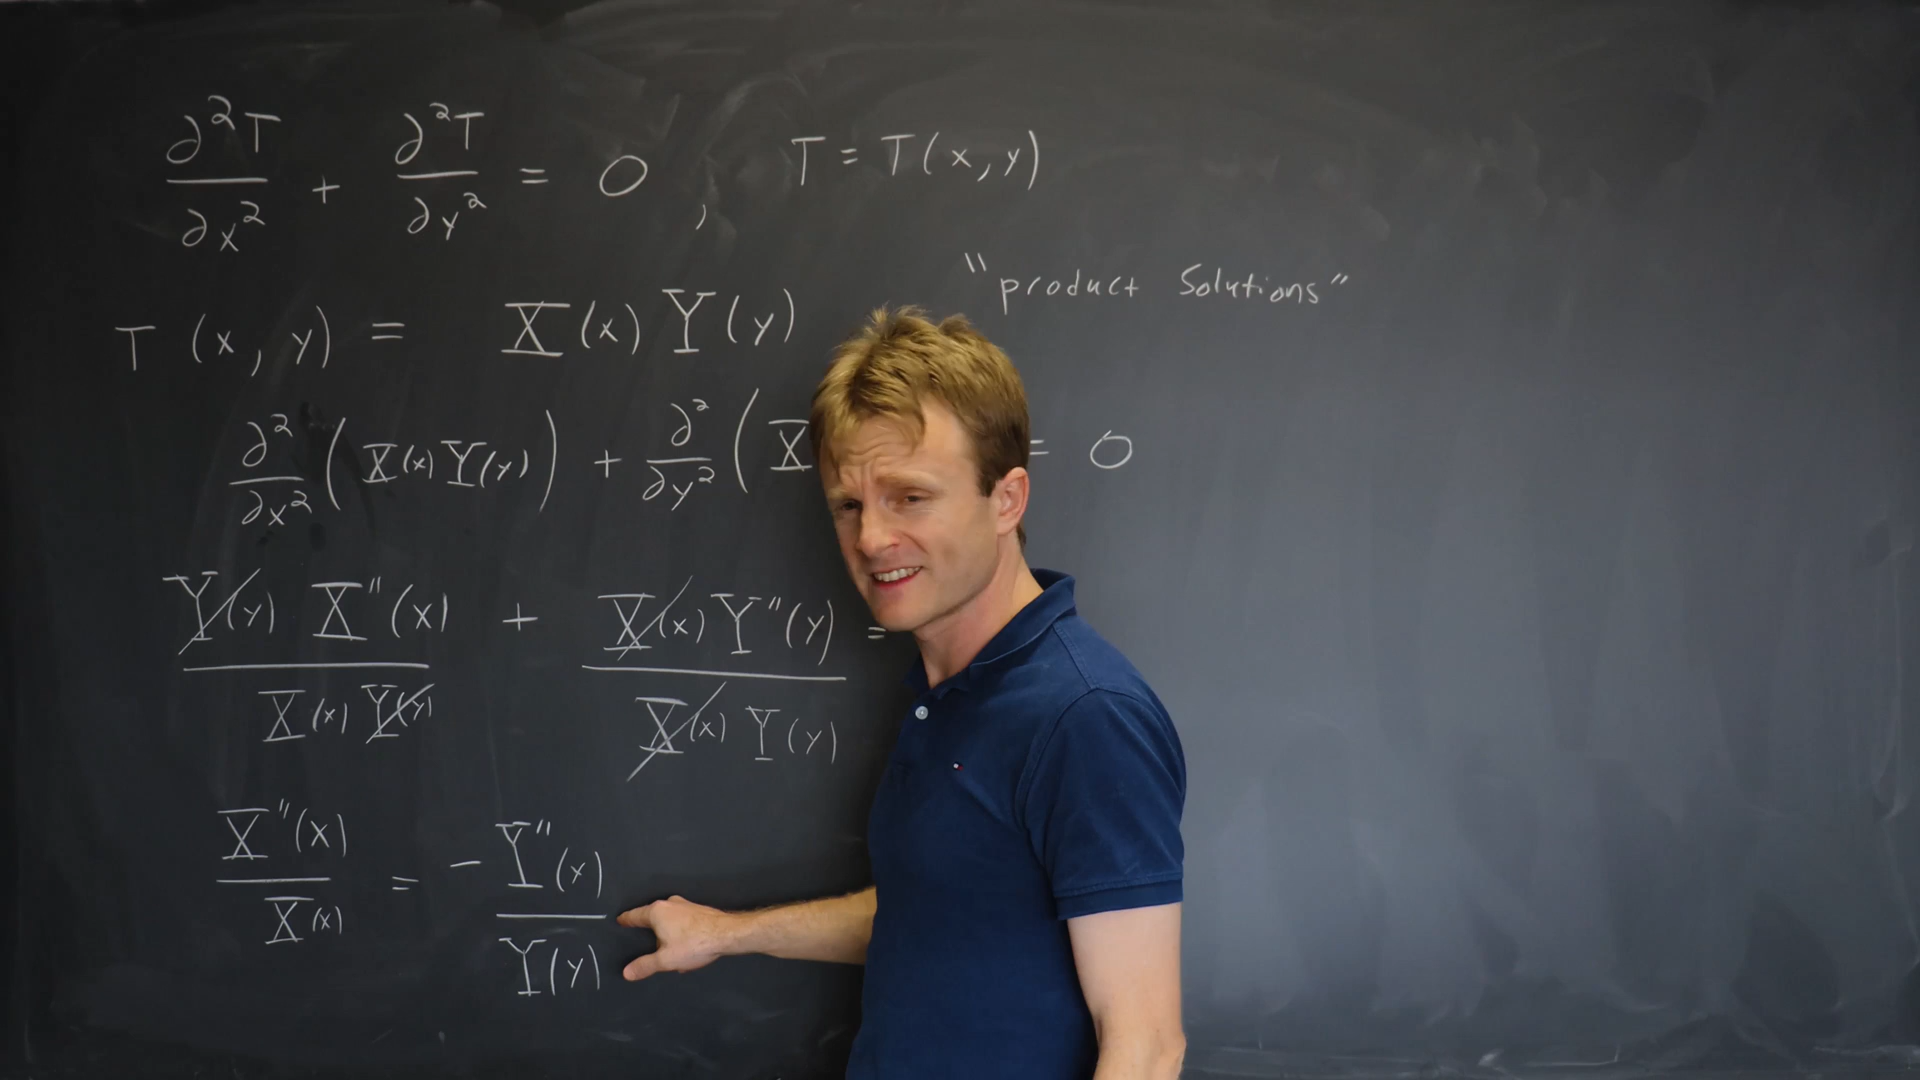 ∂²T/∂x² + ∂²T/∂y² = 0, T = T(x, y)
"product Solutions"
T(x, y) = X(x) Y(y)
∂²/∂x² (X(x) Y(y)) + ∂²/∂y² (X = 0
Y(y) X''(x) / X(x) Y(y) + X(x) Y''(y) / X(x) Y(y) =
X''(x) / X(x) = - Y''(x) / Y(y)